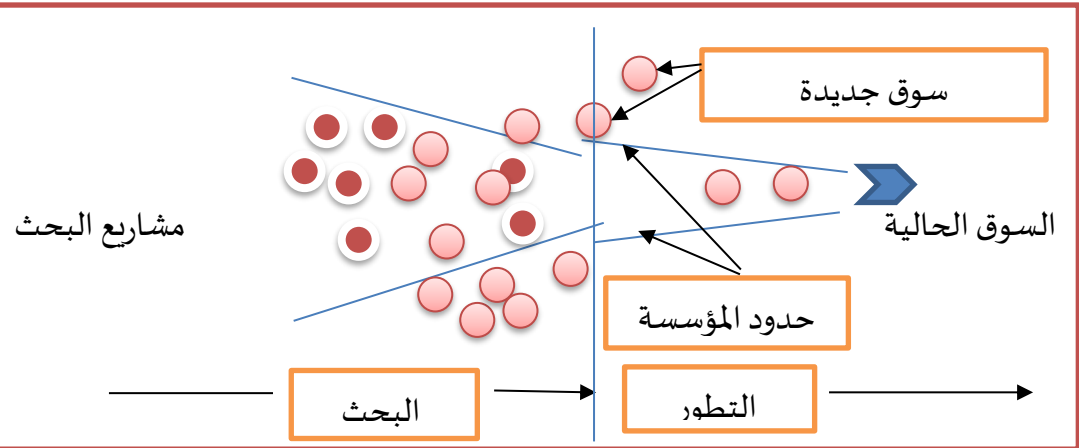 سوق جديدة
مشاريع البحث
السوق الحالية
حدود المؤسسة
البحث
التطور